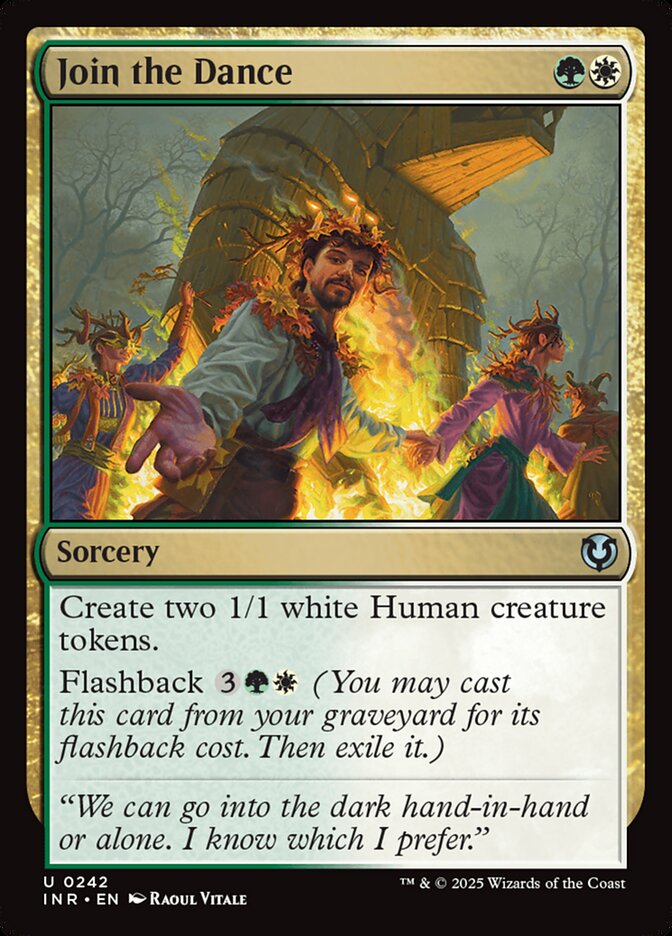 Join the Dance
Sorcery
Create two 1/1 white Human creature
tokens.
Flashback 3 (You may cast
this card from your graveyard for its
flashback cost. Then exile it.)
“We can go into the dark hand-in-hand
or alone. I know which I prefer.”
U 0242
INR • EN Raoul Vitale
™ & © 2025 Wizards of the Coast